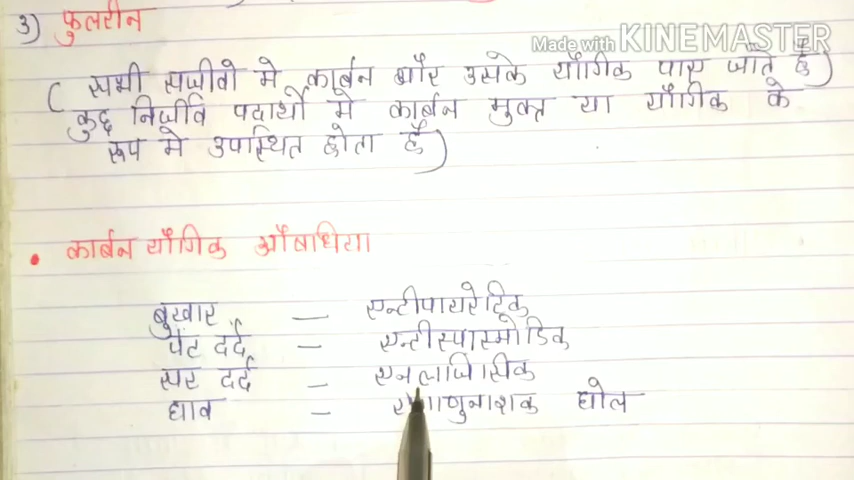 3) फुलरीन
Made with KINEMASTER
( सभी सजीवो मे कार्बन और उसके यौगिक पाए जाते है)
कुछ निर्जीव पदार्थो मे कार्बन मुक्त या यौगिक के
रूप मे उपस्थित होता है)
• कार्बन यौगिक औषधिया
बुखार — एन्टीपायरेटिक
पेट दर्द — एन्टीस्पास्मोडिक
सर दर्द — एनलजिसीक
घाव — घोल